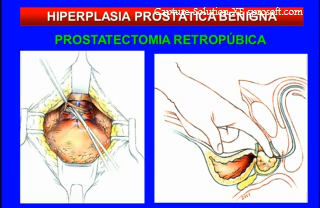 HIPERPLASIA PROSTÁTICA BENIGNA
PROSTATECTOMIA RETROPÚBICA